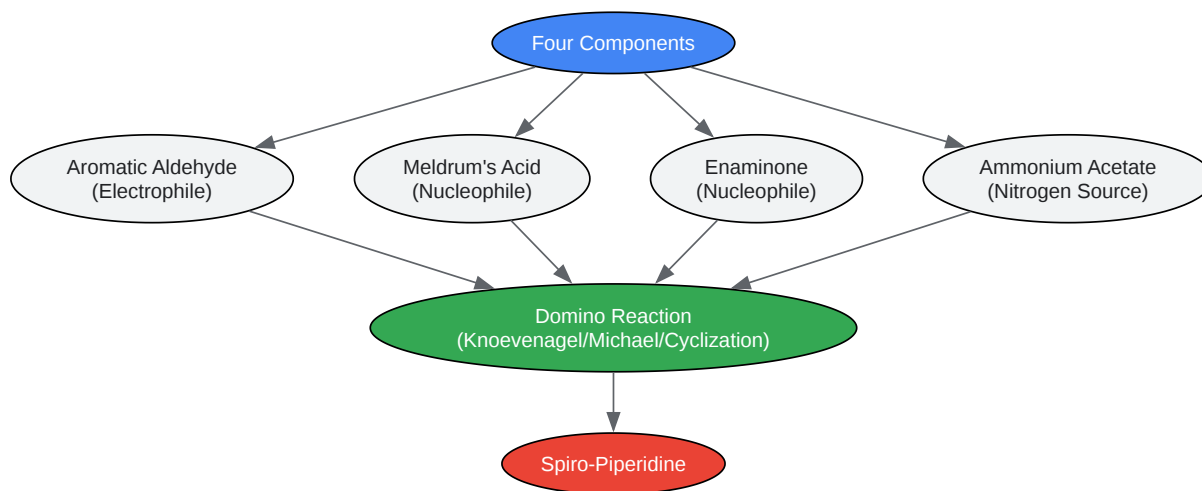 Four Components
Aromatic Aldehyde
(Electrophile)
Meldrum's Acid
(Nucleophile)
Enaminone
(Nucleophile)
Ammonium Acetate
(Nitrogen Source)
Domino Reaction
(Knoevenagel/Michael/Cyclization)
Spiro-Piperidine